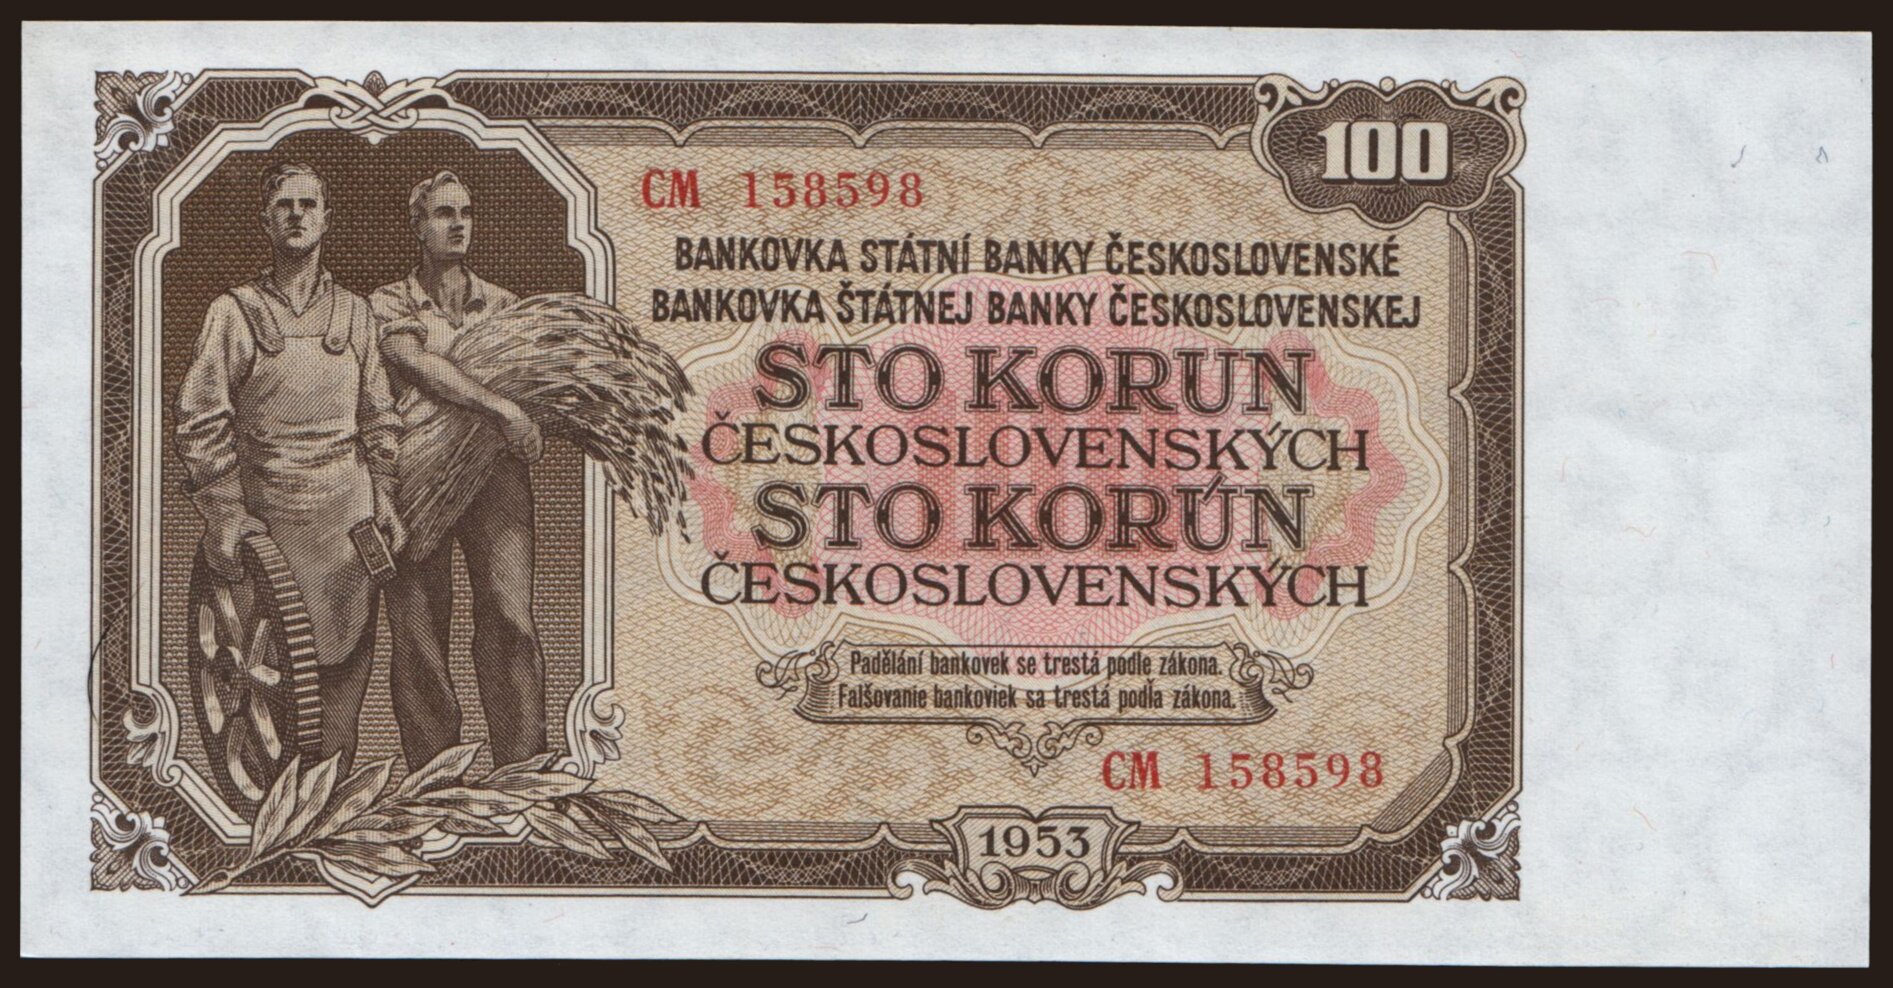 100
CM 158598
BANKOVKA STÁTNÍ BANKY ČESKOSLOVENSKÉ
BANKOVKA ŠTÁTNEJ BANKY ČESKOSLOVENSKEJ
STO KORUN
ČESKOSLOVENSKÝCH
STO KORÚN
ČESKOSLOVENSKÝCH
Padělání bankovek se trestá podle zákona.
Falšovanie bankoviek sa trestá podľa zákona.
CM 158598
1953